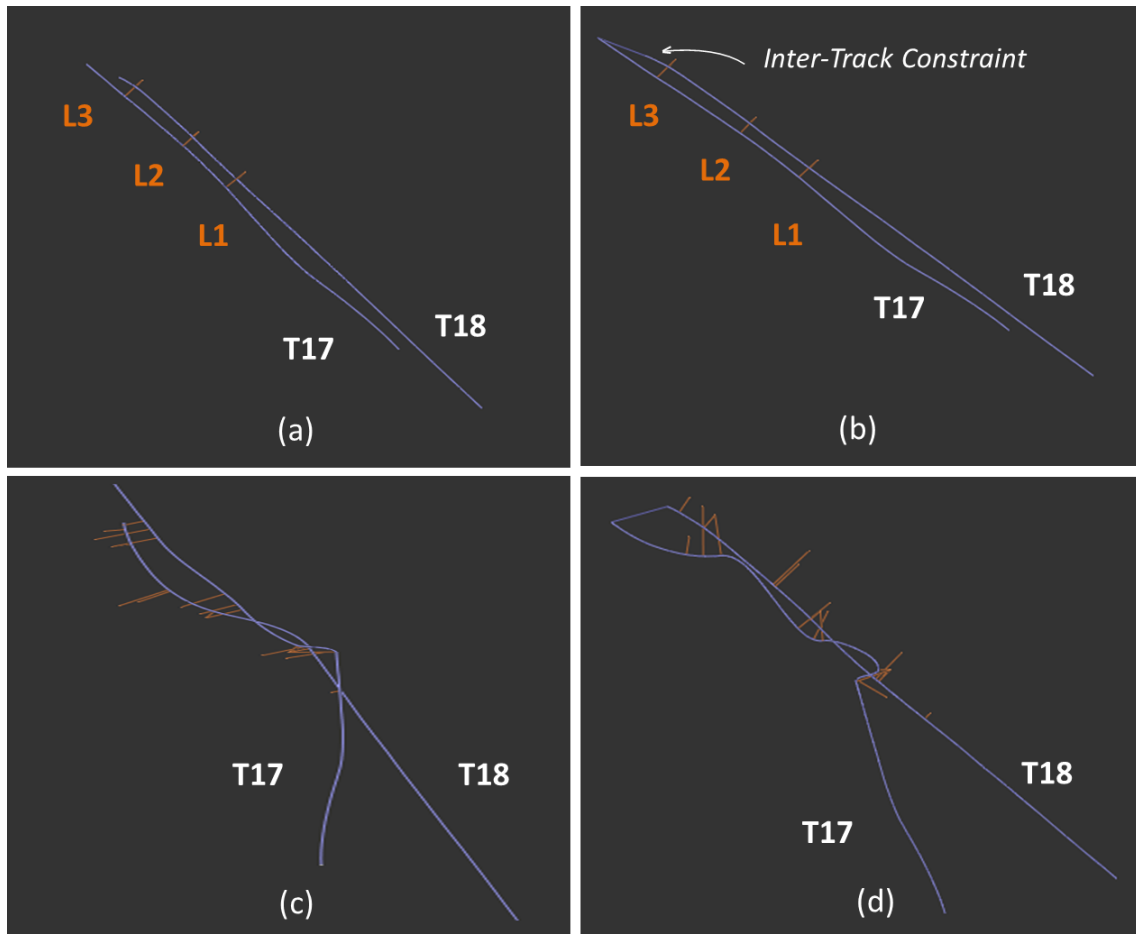 L3
L2
L1
T17
T18
(a)
Inter-Track Constraint
L3
L2
L1
T18
T17
(b)
T17
T18
(c)
T18
T17
(d)